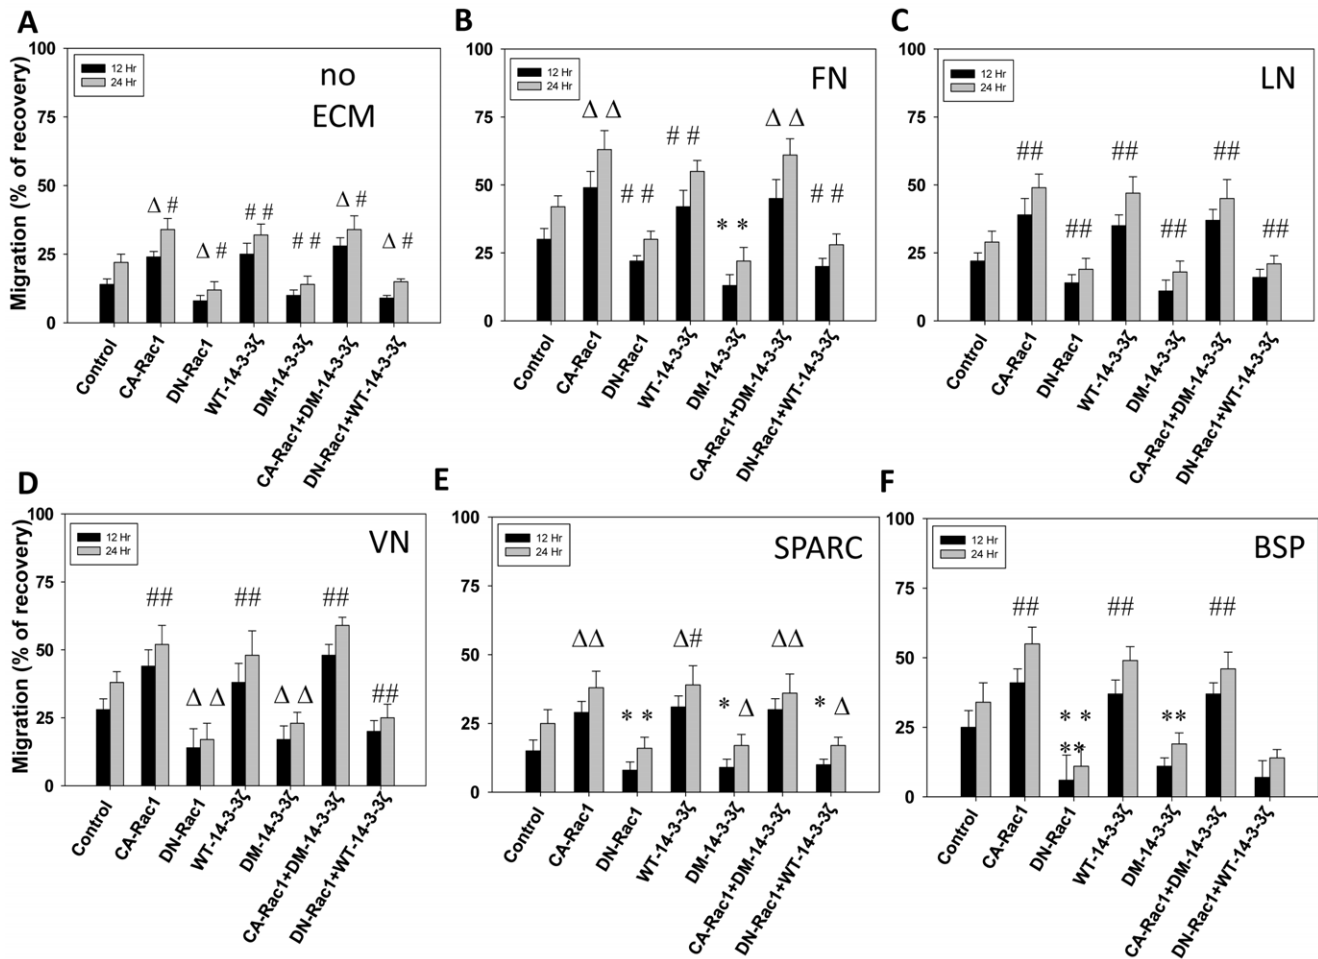 A
Migration (% of recovery)
100
75
50
25
0
12 Hr
24 Hr
no
ECM
Δ #
Δ #
# #
# #
Δ #
Δ #
Control
CA-Rac1
DN-Rac1
WT-14-3-3ζ
DM-14-3-3ζ
CA-Rac1+DM-14-3-3ζ
DN-Rac1+WT-14-3-3ζ
B
100
75
50
25
0
12 Hr
24 Hr
FN
Δ Δ
# #
# #
* *
Δ Δ
# #
Control
CA-Rac1
DN-Rac1
WT-14-3-3ζ
DM-14-3-3ζ
CA-Rac1+DM-14-3-3ζ
DN-Rac1+WT-14-3-3ζ
C
100
75
50
25
0
12 Hr
24 Hr
LN
##
##
##
##
##
##
Control
CA-Rac1
DN-Rac1
WT-14-3-3ζ
DM-14-3-3ζ
CA-Rac1+DM-14-3-3ζ
DN-Rac1+WT-14-3-3ζ
D
Migration (% of recovery)
100
75
50
25
0
12 Hr
24 Hr
VN
##
Δ Δ
##
Δ Δ
##
##
Control
CA-Rac1
DN-Rac1
WT-14-3-3ζ
DM-14-3-3ζ
CA-Rac1+DM-14-3-3ζ
DN-Rac1+WT-14-3-3ζ
E
100
75
50
25
0
12 Hr
24 Hr
SPARC
ΔΔ
* *
Δ#
* Δ
ΔΔ
* Δ
Control
CA-Rac1
DN-Rac1
WT-14-3-3ζ
DM-14-3-3ζ
CA-Rac1+DM-14-3-3ζ
DN-Rac1+WT-14-3-3ζ
F
100
75
50
25
0
12 Hr
24 Hr
BSP
##
* *
**
##
**
##
Control
CA-Rac1
DN-Rac1
WT-14-3-3ζ
DM-14-3-3ζ
CA-Rac1+DM-14-3-3ζ
DN-Rac1+WT-14-3-3ζ